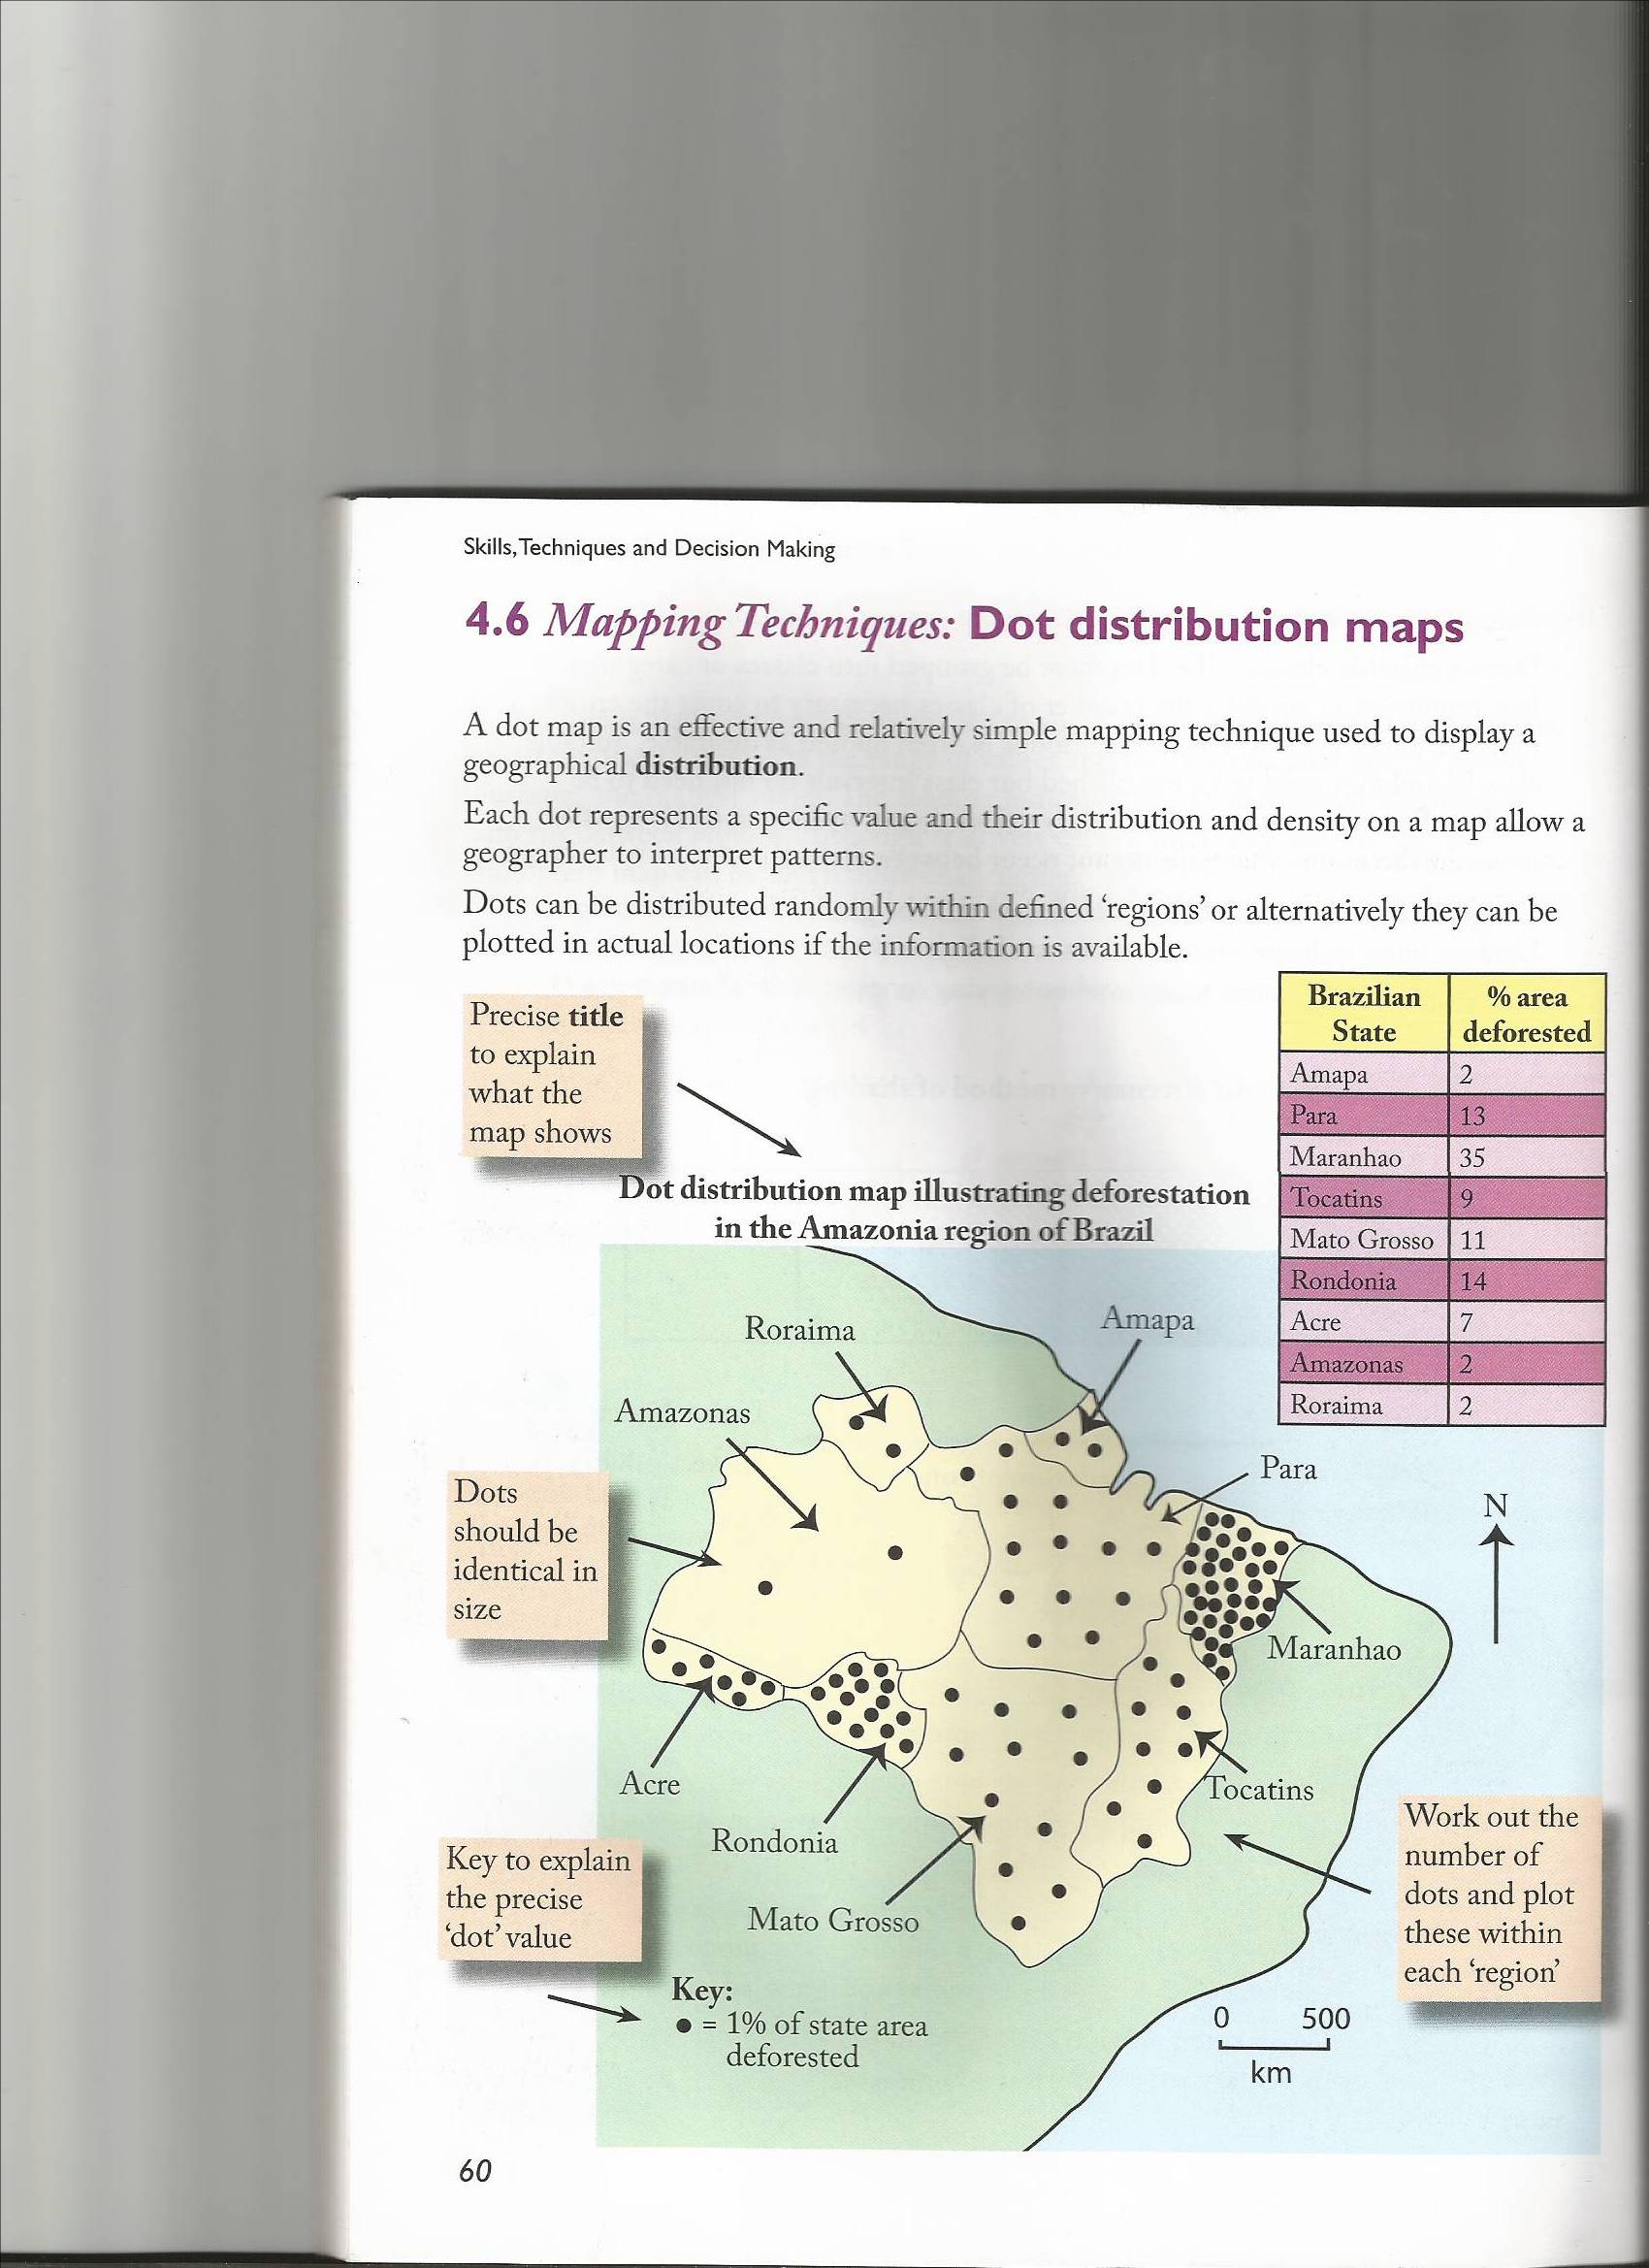 Skills, Techniques and Decision Making
4.6 Mapping Techniques: Dot distribution maps
A dot map is an effective and relatively simple mapping technique used to display a
geographical distribution.
Each dot represents a specific value and their distribution and density on a map allow a
geographer to interpret patterns.
Dots can be distributed randomly within defined ‘regions’ or alternatively they can be
plotted in actual locations if the information is available.
Precise title
to explain
what the
map shows
Brazilian State % area deforested
Amapa 2
Para 13
Maranhao 35
Tocatins 9
Mato Grosso 11
Rondonia 14
Acre 7
Amazonas 2
Roraima 2
Dot distribution map illustrating deforestation
in the Amazonia region of Brazil
Roraima
Amapa
Amazonas
Para
N
Dots
should be
identical in
size
Maranhao
Acre
Tocatins
Rondonia
Mato Grosso
Work out the
number of
dots and plot
these within
each ‘region’
Key to explain
the precise
‘dot’ value
Key:
● = 1% of state area
deforested
0 500
km
60